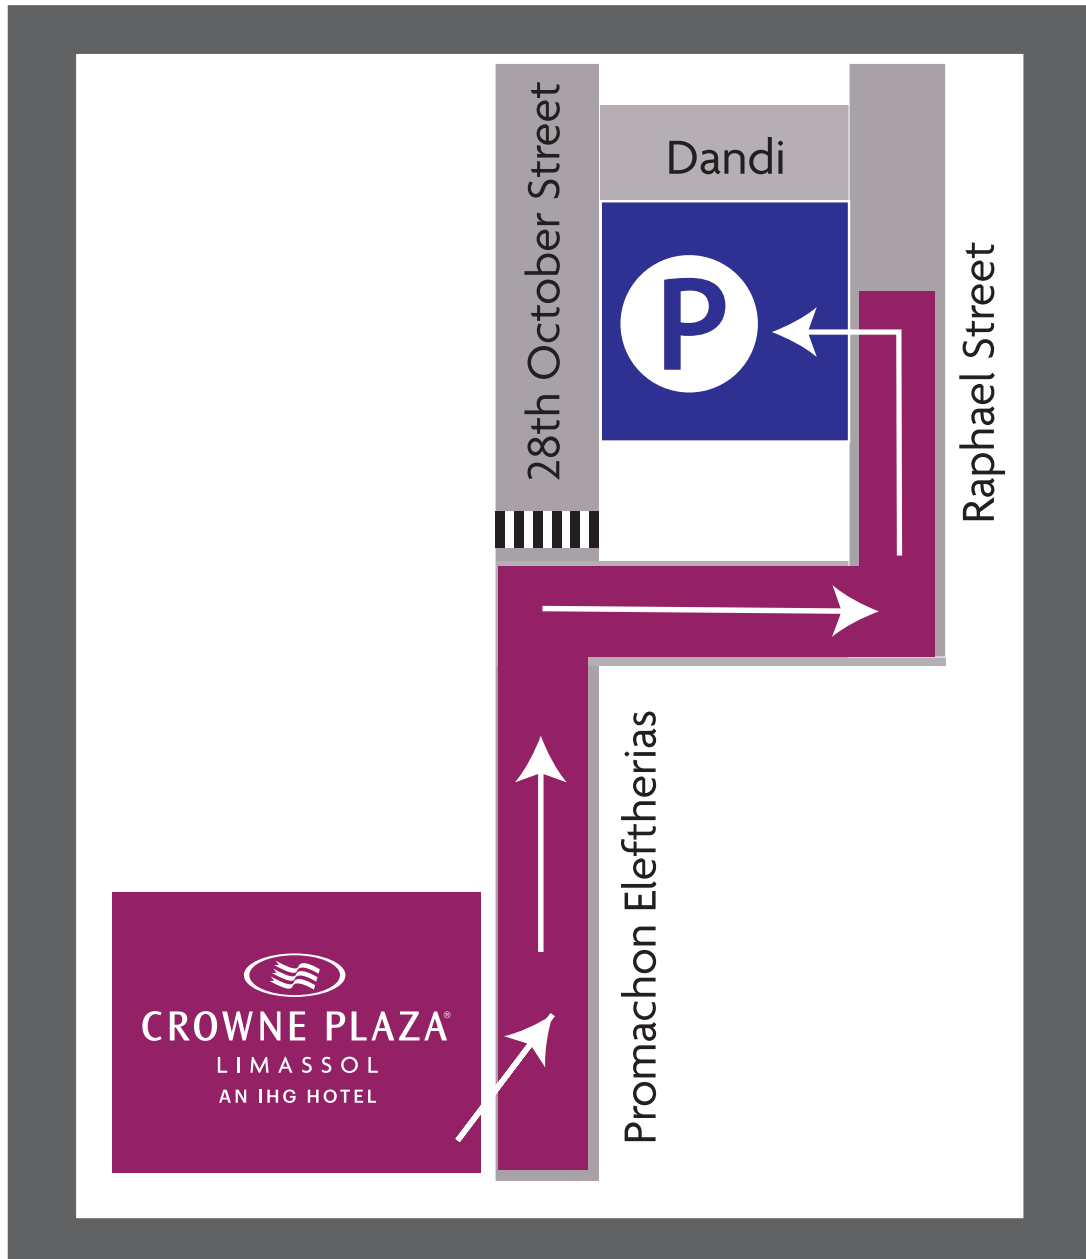 28th October Street
Dandi
P
Raphael Street
Promachon Eleftherias
CROWNE PLAZA®
LIMASSOL
AN IHG HOTEL